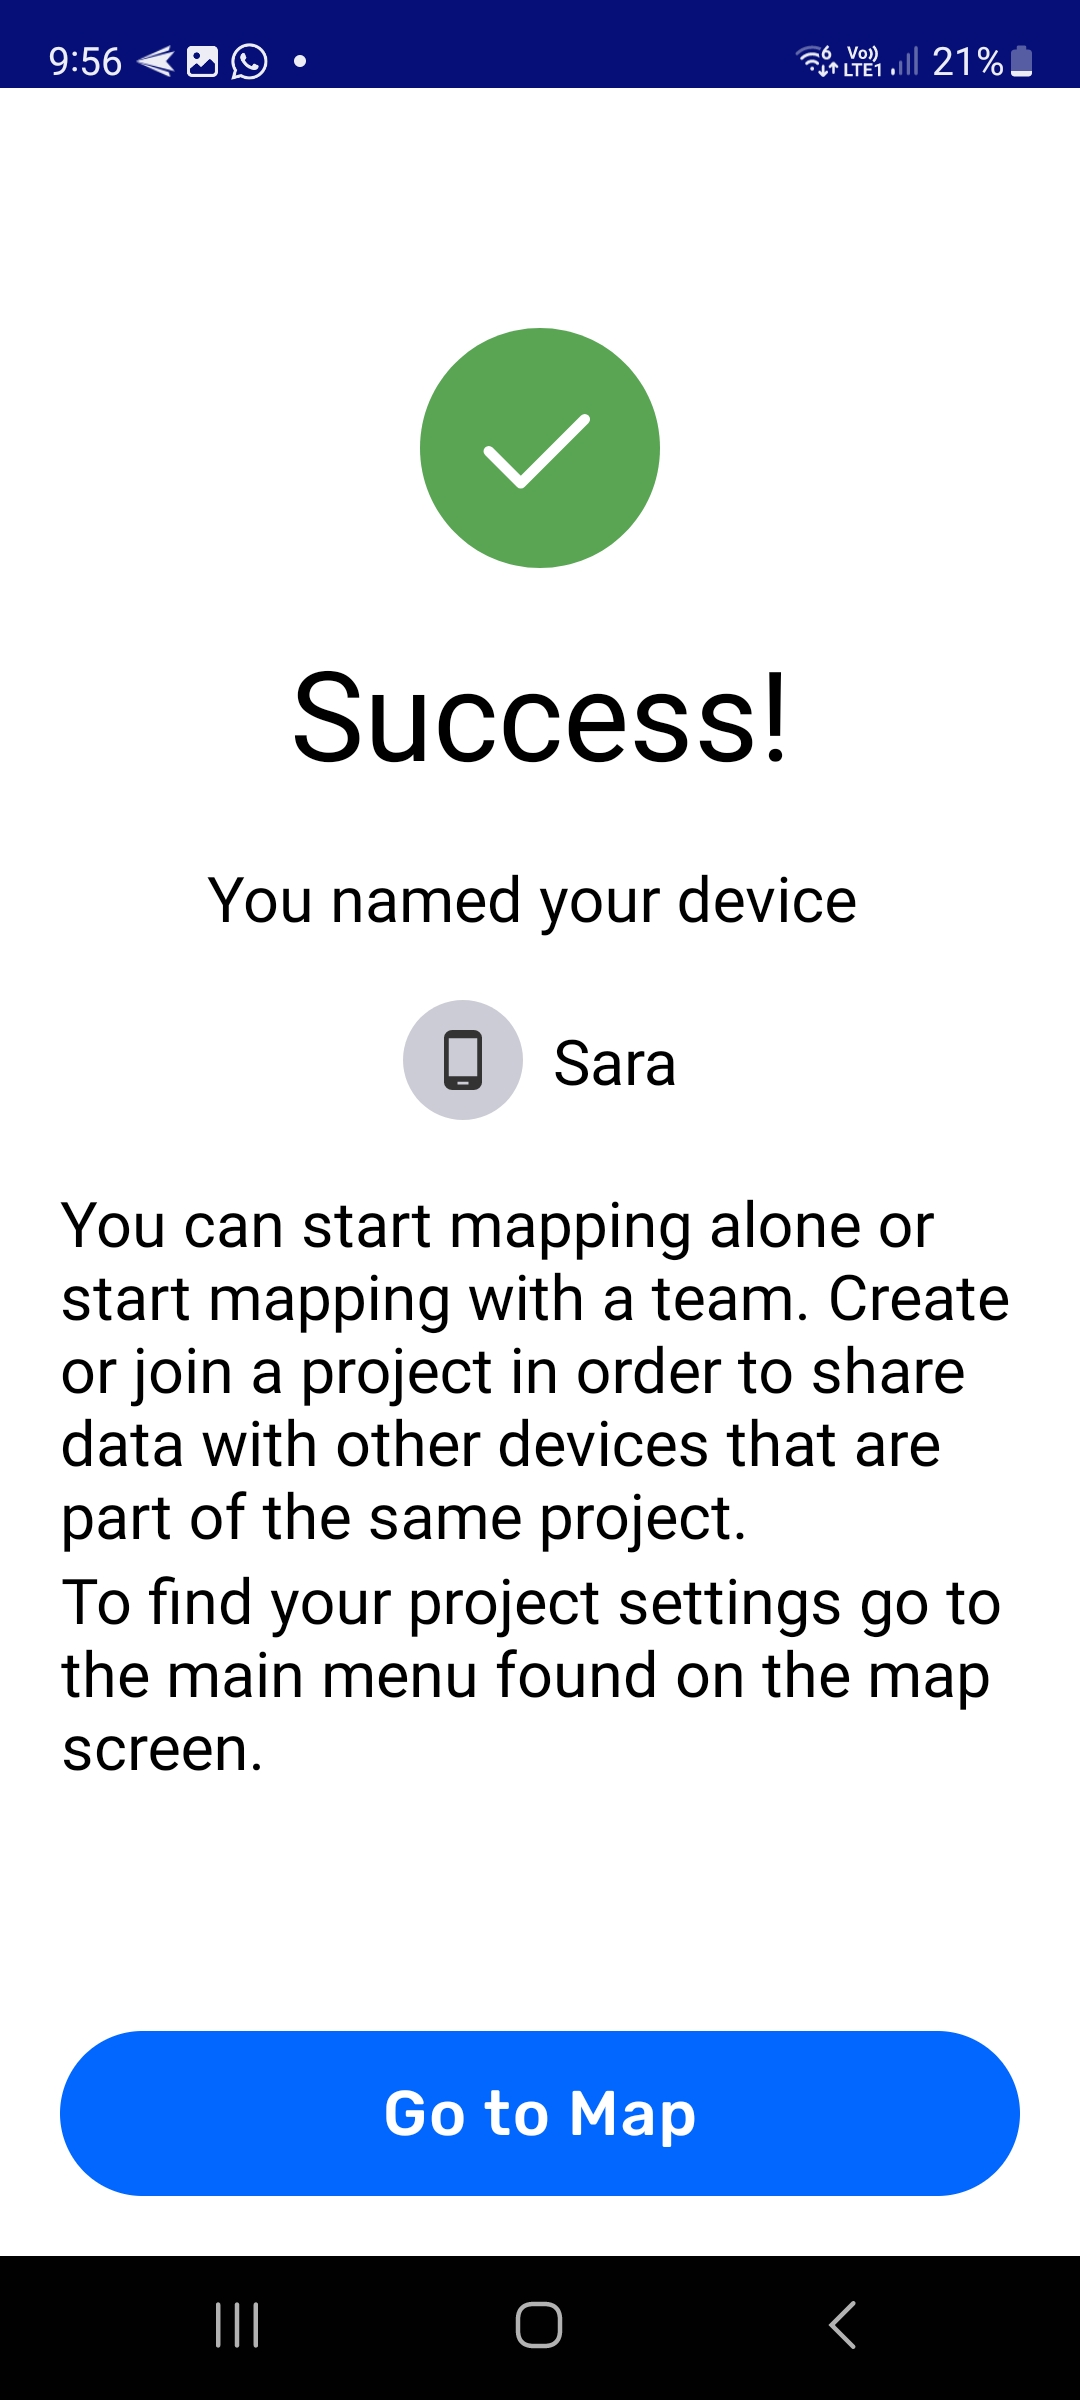 9:56
6 Vo)) LTE1 21%
Success!
You named your device
Sara
You can start mapping alone or
start mapping with a team. Create
or join a project in order to share
data with other devices that are
part of the same project.
To find your project settings go to
the main menu found on the map
screen.
Go to Map